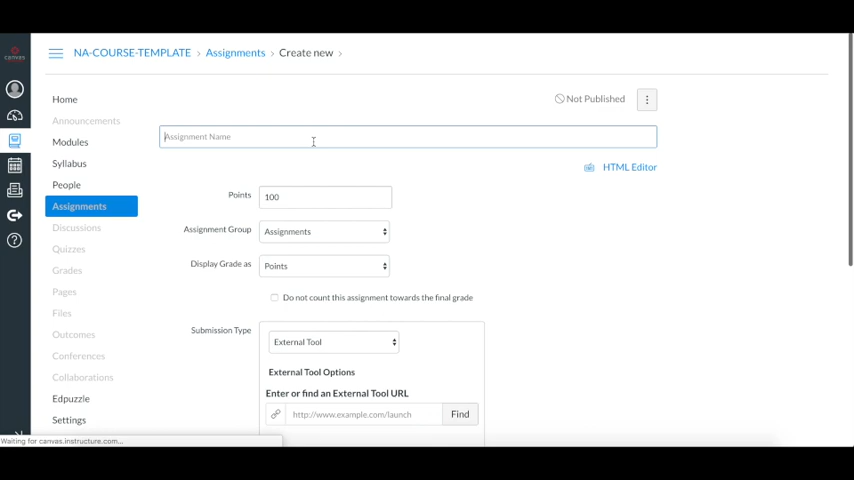 canvas
NA-COURSE-TEMPLATE > Assignments > Create new >
Home
Announcements
Modules
Syllabus
People
Assignments
Discussions
Quizzes
Grades
Pages
Files
Outcomes
Conferences
Collaborations
Edpuzzle
Settings
Not Published
Assignment Name
HTML Editor
Points 100
Assignment Group Assignments
Display Grade as Points
Do not count this assignment towards the final grade
Submission Type External Tool
External Tool Options
Enter or find an External Tool URL
http://www.example.com/launch Find
Waiting for canvas.instructure.com...